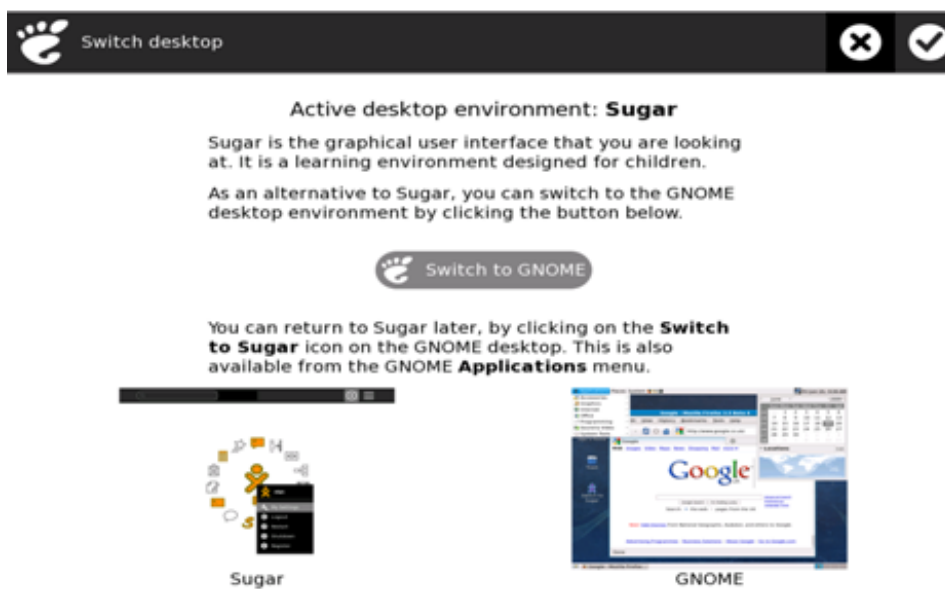 Switch desktop
Active desktop environment: Sugar
Sugar is the graphical user interface that you are looking
at. It is a learning environment designed for children.
As an alternative to Sugar, you can switch to the GNOME
desktop environment by clicking the button below.
Switch to GNOME
You can return to Sugar later, by clicking on the Switch
to Sugar icon on the GNOME desktop. This is also
available from the GNOME Applications menu.
Google
Sugar
GNOME